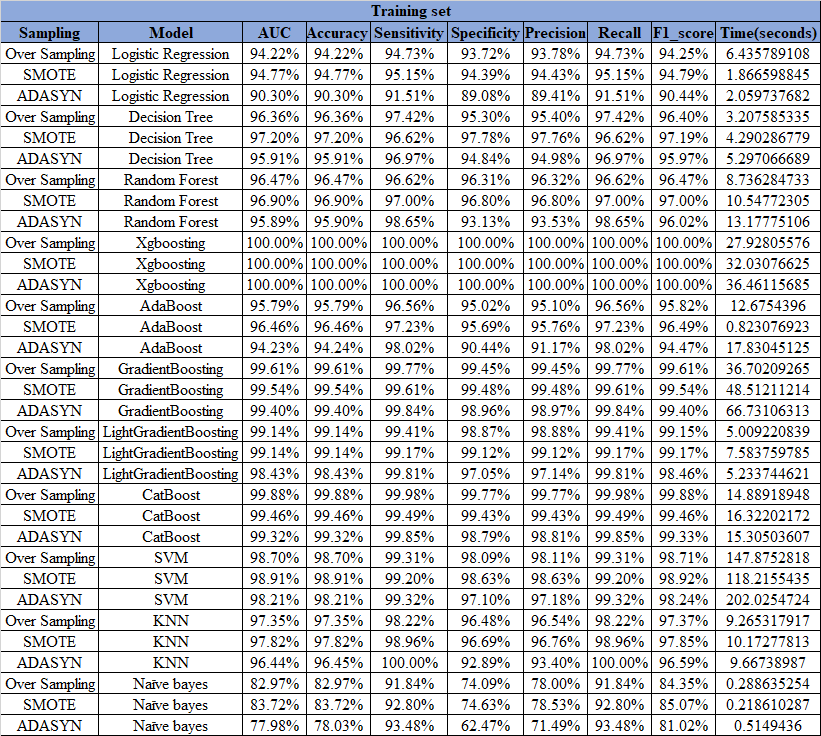 Training set
Sampling Model AUC Accuracy Sensitivity Specificity Precision Recall F1_score Time(seconds)
Over Sampling Logistic Regression 94.22% 94.22% 94.73% 93.72% 93.78% 94.73% 94.25% 6.435789108
SMOTE Logistic Regression 94.77% 94.77% 95.15% 94.39% 94.43% 95.15% 94.79% 1.866598845
ADASYN Logistic Regression 90.30% 90.30% 91.51% 89.08% 89.41% 91.51% 90.44% 2.059737682
Over Sampling Decision Tree 96.36% 96.36% 97.42% 95.30% 95.40% 97.42% 96.40% 3.207585335
SMOTE Decision Tree 97.20% 97.20% 96.62% 97.78% 97.76% 96.62% 97.19% 4.290286779
ADASYN Decision Tree 95.91% 95.91% 96.97% 94.84% 94.98% 96.97% 95.97% 5.297066689
Over Sampling Random Forest 96.47% 96.47% 96.62% 96.31% 96.32% 96.62% 96.47% 8.736284733
SMOTE Random Forest 96.90% 96.90% 97.00% 96.80% 96.80% 97.00% 97.00% 10.54772305
ADASYN Random Forest 95.89% 95.90% 98.65% 93.13% 93.53% 98.65% 96.02% 13.17775106
Over Sampling Xgboosting 100.00% 100.00% 100.00% 100.00% 100.00% 100.00% 100.00% 27.92805576
SMOTE Xgboosting 100.00% 100.00% 100.00% 100.00% 100.00% 100.00% 100.00% 32.03076625
ADASYN Xgboosting 100.00% 100.00% 100.00% 100.00% 100.00% 100.00% 100.00% 36.46115685
Over Sampling AdaBoost 95.79% 95.79% 96.56% 95.02% 95.10% 96.56% 95.82% 12.6754396
SMOTE AdaBoost 96.46% 96.46% 97.23% 95.69% 95.76% 97.23% 96.49% 0.823076923
ADASYN AdaBoost 94.23% 94.24% 98.02% 90.44% 91.17% 98.02% 94.47% 17.83045125
Over Sampling GradientBoosting 99.61% 99.61% 99.77% 99.45% 99.45% 99.77% 99.61% 36.70209265
SMOTE GradientBoosting 99.54% 99.54% 99.61% 99.48% 99.48% 99.61% 99.54% 48.51211214
ADASYN GradientBoosting 99.40% 99.40% 99.84% 98.96% 98.97% 99.84% 99.40% 66.73106313
Over Sampling LightGradientBoosting 99.14% 99.14% 99.41% 98.87% 98.88% 99.41% 99.15% 5.009220839
SMOTE LightGradientBoosting 99.14% 99.14% 99.17% 99.12% 99.12% 99.17% 99.17% 7.583759785
ADASYN LightGradientBoosting 98.43% 98.43% 99.81% 97.05% 97.14% 99.81% 98.46% 5.233744621
Over Sampling CatBoost 99.88% 99.88% 99.98% 99.77% 99.77% 99.98% 99.88% 14.88918948
SMOTE CatBoost 99.46% 99.46% 99.49% 99.43% 99.43% 99.49% 99.46% 16.32202172
ADASYN CatBoost 99.32% 99.32% 99.85% 98.79% 98.81% 99.85% 99.33% 15.30503607
Over Sampling SVM 98.70% 98.70% 99.31% 98.09% 98.11% 99.31% 98.71% 147.8752818
SMOTE SVM 98.91% 98.91% 99.20% 98.63% 98.63% 99.20% 98.92% 118.2155435
ADASYN SVM 98.21% 98.21% 99.32% 97.10% 97.18% 99.32% 98.24% 202.0254724
Over Sampling KNN 97.35% 97.35% 98.22% 96.48% 96.54% 98.22% 97.37% 9.265317917
SMOTE KNN 97.82% 97.82% 98.96% 96.69% 96.76% 98.96% 97.85% 10.17277813
ADASYN KNN 96.44% 96.45% 100.00% 92.89% 93.40% 100.00% 96.59% 9.66738987
Over Sampling Naïve bayes 82.97% 82.97% 91.84% 74.09% 78.00% 91.84% 84.35% 0.288635254
SMOTE Naïve bayes 83.72% 83.72% 92.80% 74.63% 78.53% 92.80% 85.07% 0.218610287
ADASYN Naïve bayes 77.98% 78.03% 93.48% 62.47% 71.49% 93.48% 81.02% 0.5149436